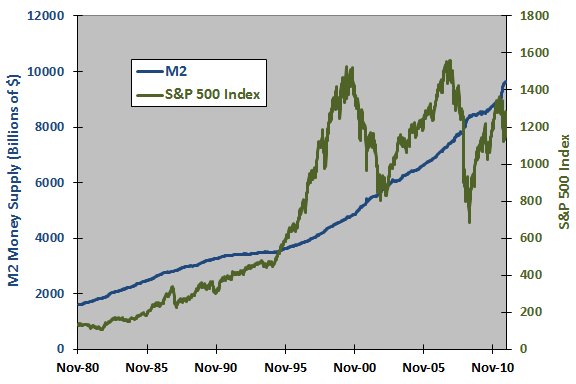 12000
10000
8000
6000
4000
2000
0
M2 Money Supply (Billions of $)
M2
S&P 500 Index
1800
1600
1400
1200
1000
800
600
400
200
0
S&P 500 Index
Nov-80
Nov-85
Nov-90
Nov-95
Nov-00
Nov-05
Nov-10